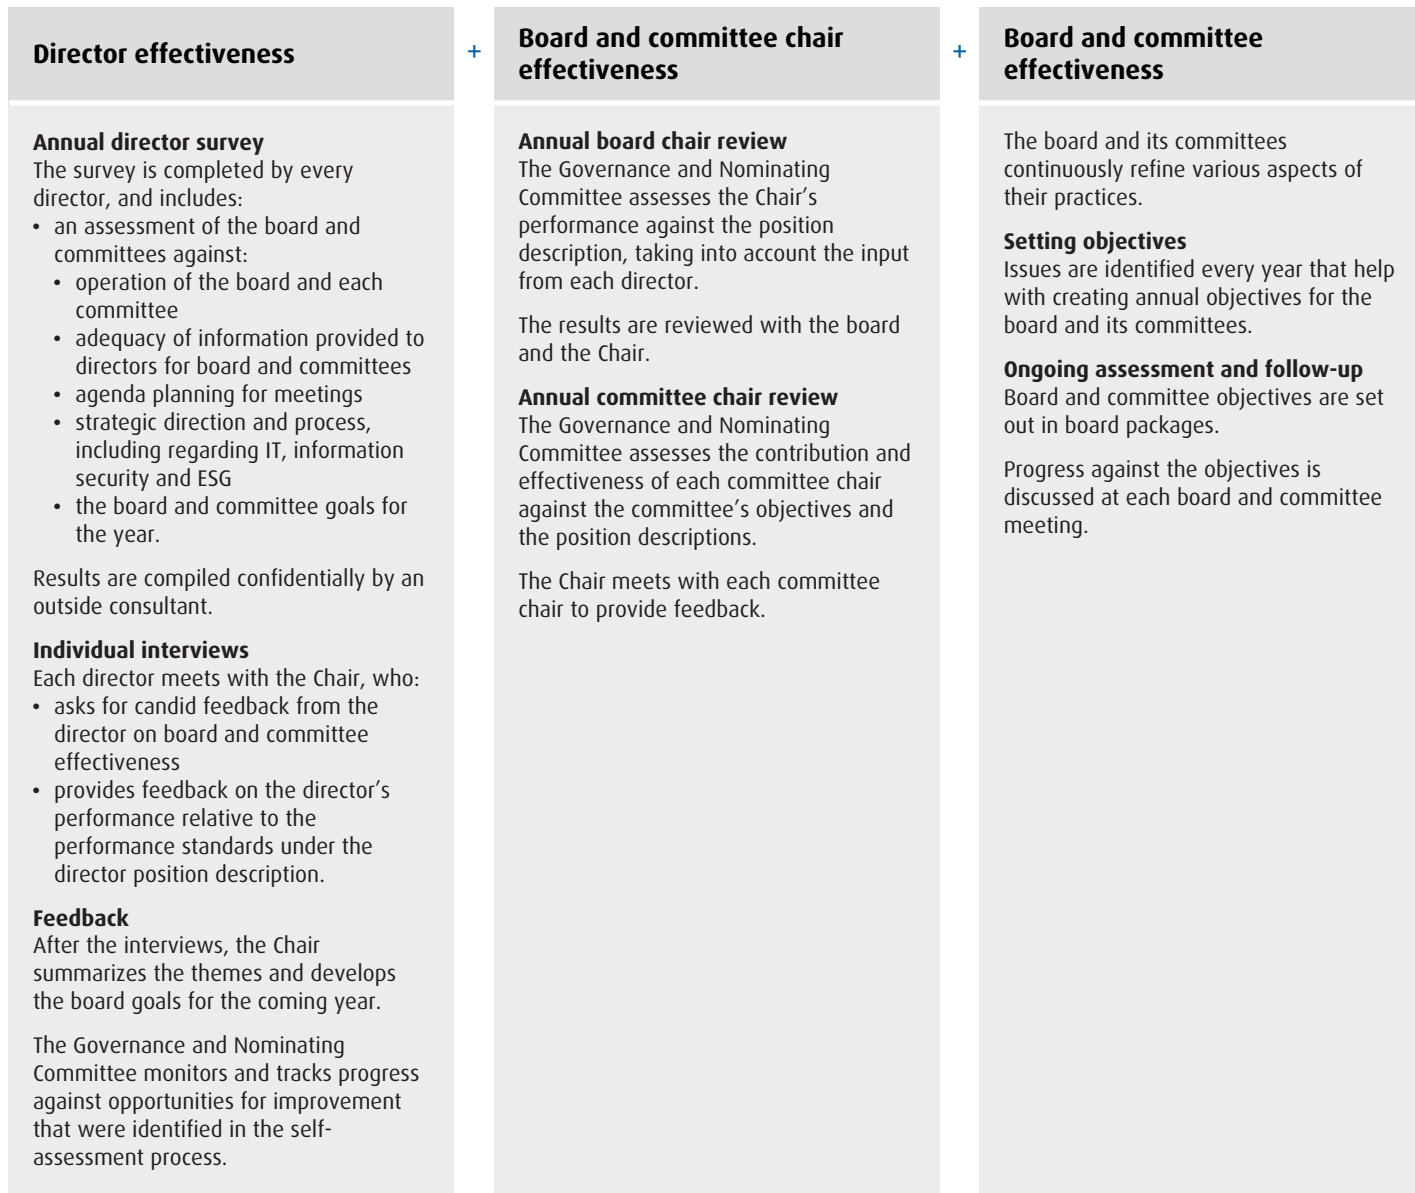 Director effectiveness
Annual director survey
The survey is completed by every
director, and includes:
• an assessment of the board and
committees against:
• operation of the board and each
committee
• adequacy of information provided to
directors for board and committees
• agenda planning for meetings
• strategic direction and process,
including regarding IT, information
security and ESG
• the board and committee goals for
the year.
Results are compiled confidentially by an
outside consultant.
Individual interviews
Each director meets with the Chair, who:
• asks for candid feedback from the
director on board and committee
effectiveness
• provides feedback on the director's
performance relative to the
performance standards under the
director position description.
Feedback
After the interviews, the Chair
summarizes the themes and develops
the board goals for the coming year.
The Governance and Nominating
Committee monitors and tracks progress
against opportunities for improvement
that were identified in the self-
assessment process.
+
Board and committee chair
effectiveness
Annual board chair review
The Governance and Nominating
Committee assesses the Chair's
performance against the position
description, taking into account the input
from each director.
The results are reviewed with the board
and the Chair.
Annual committee chair review
The Governance and Nominating
Committee assesses the contribution and
effectiveness of each committee chair
against the committee's objectives and
the position descriptions.
The Chair meets with each committee
chair to provide feedback.
+
Board and committee
effectiveness
The board and its committees
continuously refine various aspects of
their practices.
Setting objectives
Issues are identified every year that help
with creating annual objectives for the
board and its committees.
Ongoing assessment and follow-up
Board and committee objectives are set
out in board packages.
Progress against the objectives is
discussed at each board and committee
meeting.